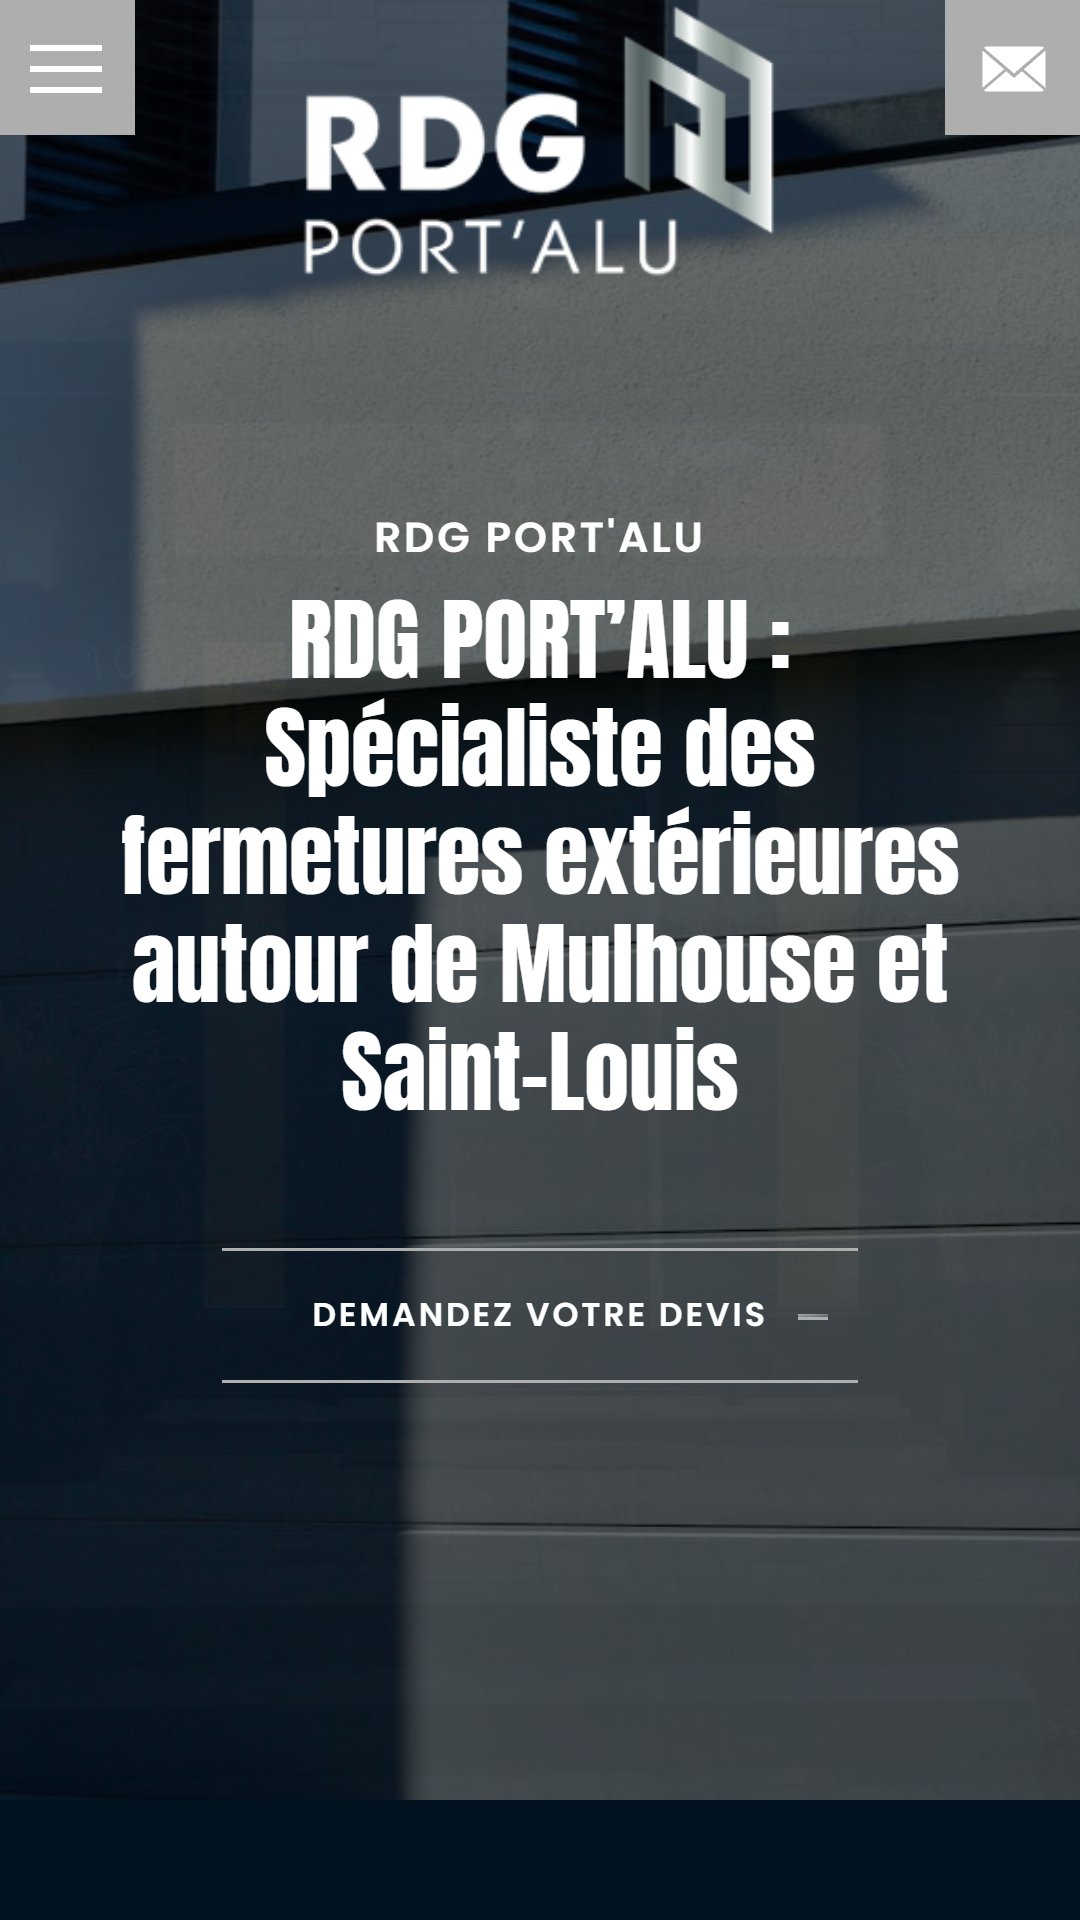 RDG
PORT'ALU
RDG PORT'ALU
RDG PORT’ALU :
Spécialiste des
fermetures extérieures
autour de Mulhouse et
Saint-Louis
DEMANDEZ VOTRE DEVIS